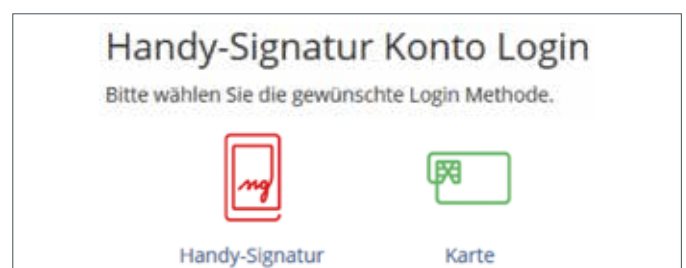 Handy-Signatur Konto Login
Bitte wählen Sie die gewünschte Login Methode.
Handy-Signatur Karte